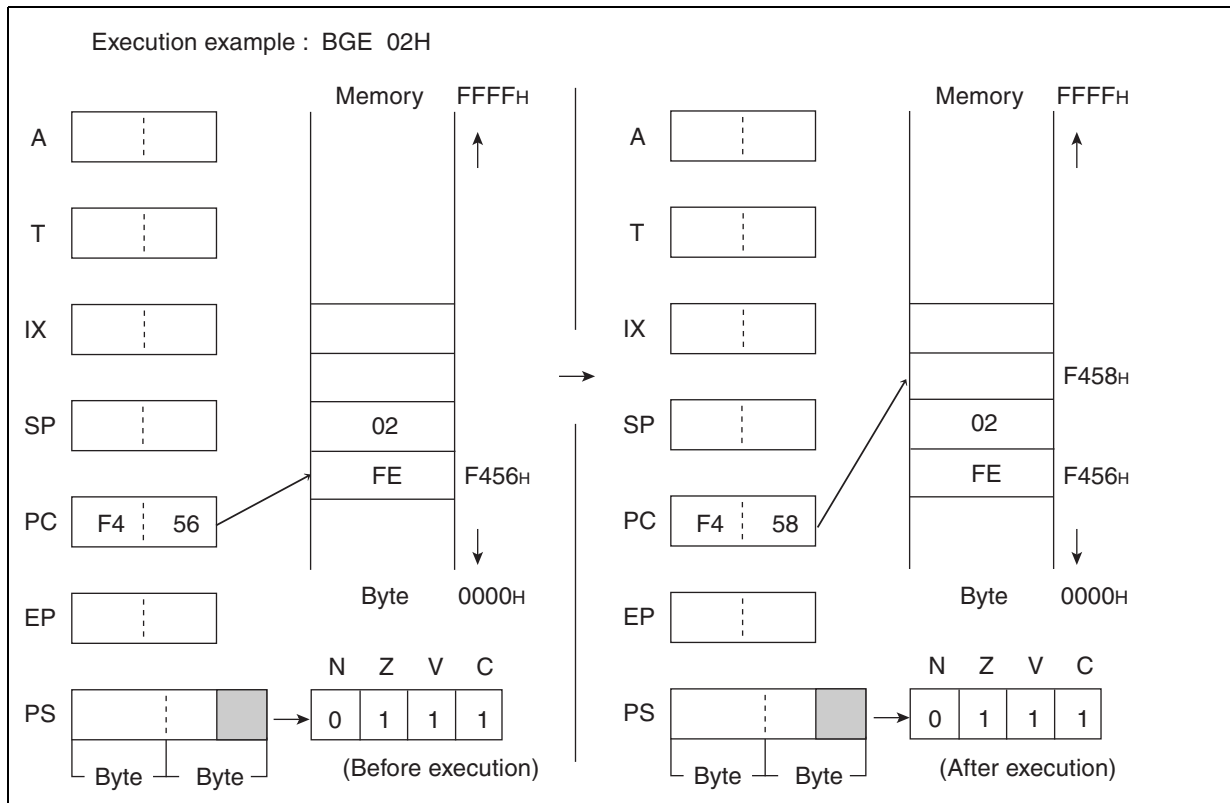 Execution example : BGE 02H
Memory FFFFH
A
T
IX
SP
PC F4 56
EP
PS
02
FE F456H
Byte 0000H
N Z V C
0 1 1 1
Byte Byte
(Before execution)
Memory FFFFH
A
T
IX
F458H
SP
02
FE F456H
PC F4 58
Byte 0000H
EP
N Z V C
PS
0 1 1 1
Byte Byte
(After execution)